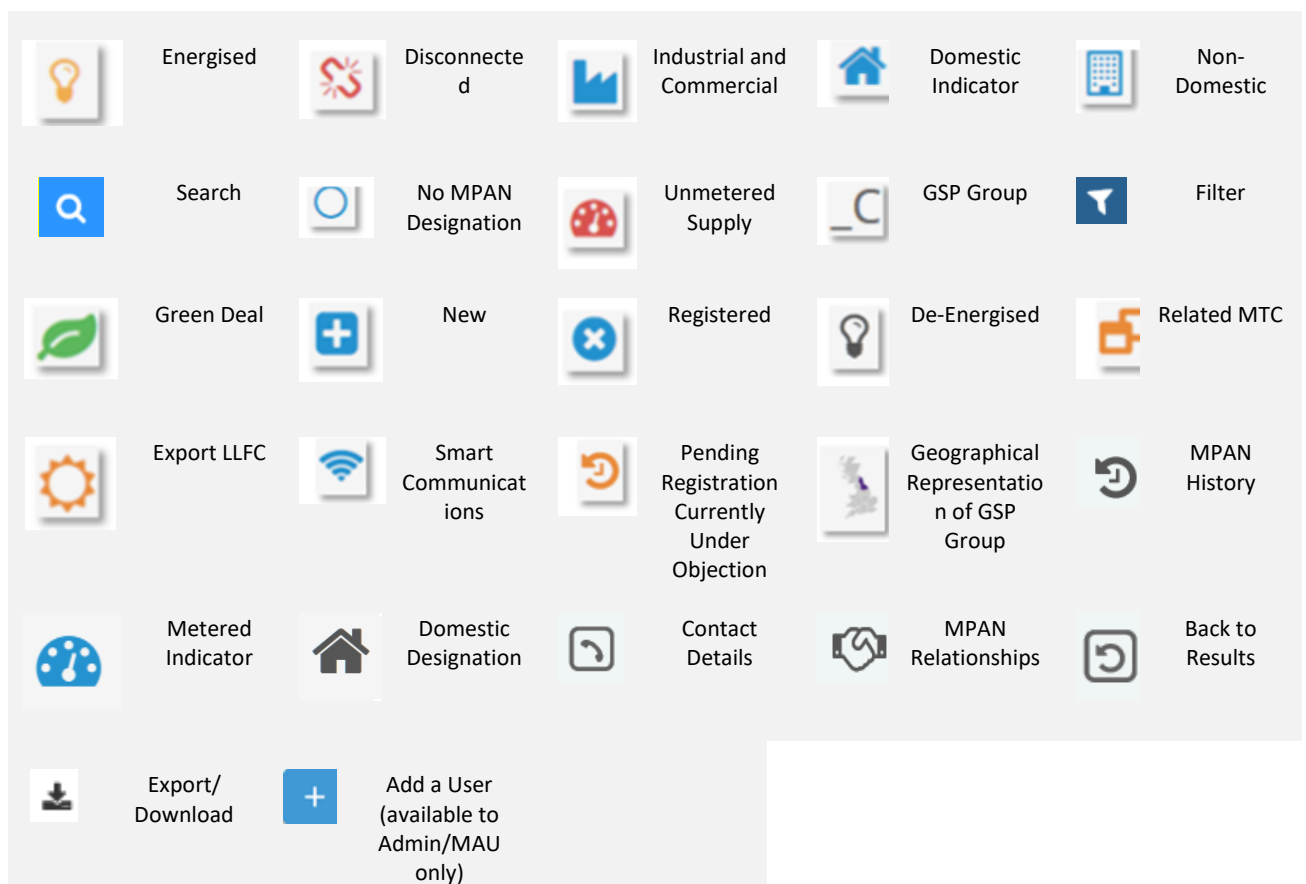 Energised
Disconnecte
d
Industrial and
Commercial
Domestic
Indicator
Non-
Domestic
Search
No MPAN
Designation
Unmetered
Supply
_C
GSP Group
Filter
Green Deal
New
Registered
De-Energised
Related MTC
Export LLFC
Smart
Communicat
ions
Pending
Registration
Currently
Under
Objection
Geographical
Representatio
n of GSP
Group
MPAN
History
Metered
Indicator
Domestic
Designation
Contact
Details
MPAN
Relationships
Back to
Results
Export/
Download
Add a User
(available to
Admin/MAU
only)